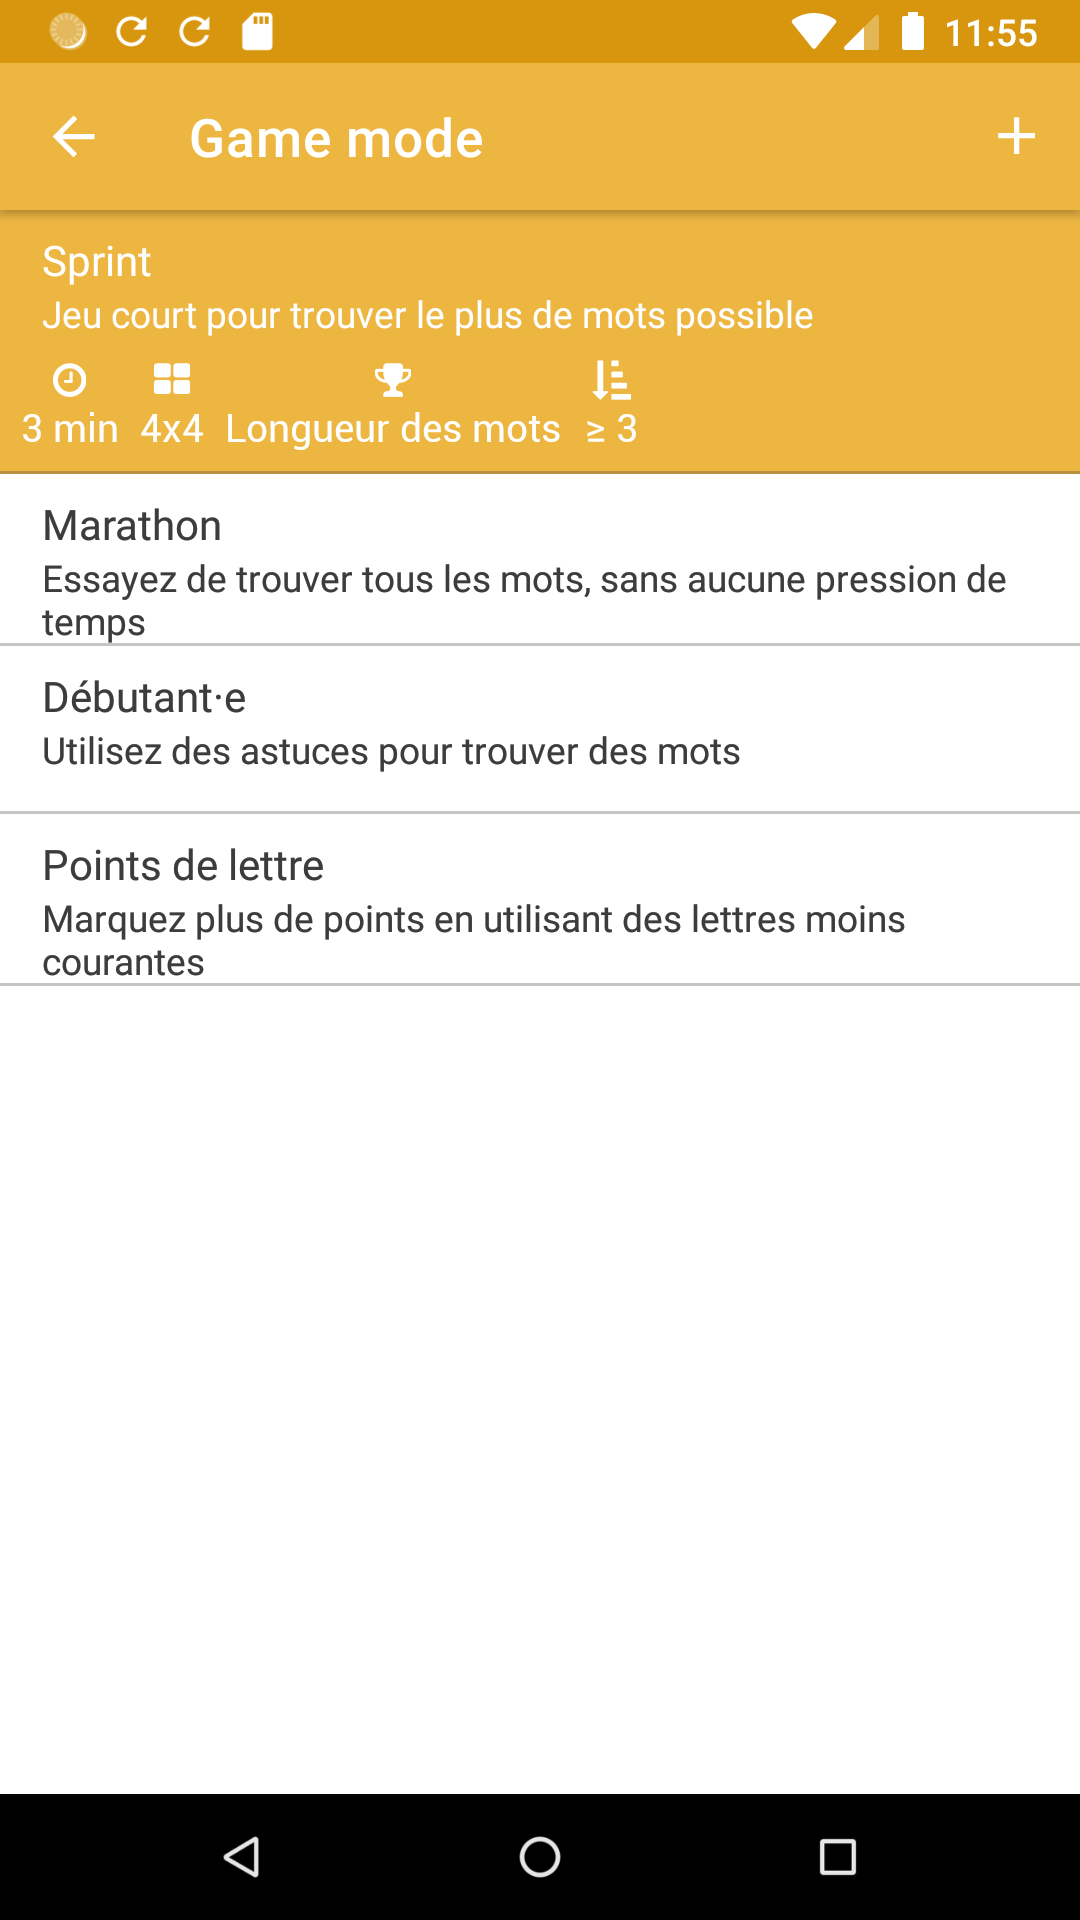 11:55
Game mode
Sprint
Jeu court pour trouver le plus de mots possible
3 min 4x4 Longueur des mots ≥ 3
Marathon
Essayez de trouver tous les mots, sans aucune pression de
temps
Débutant·e
Utilisez des astuces pour trouver des mots
Points de lettre
Marquez plus de points en utilisant des lettres moins
courantes